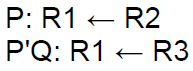 P: R1 ← R2
P'Q: R1 ← R3